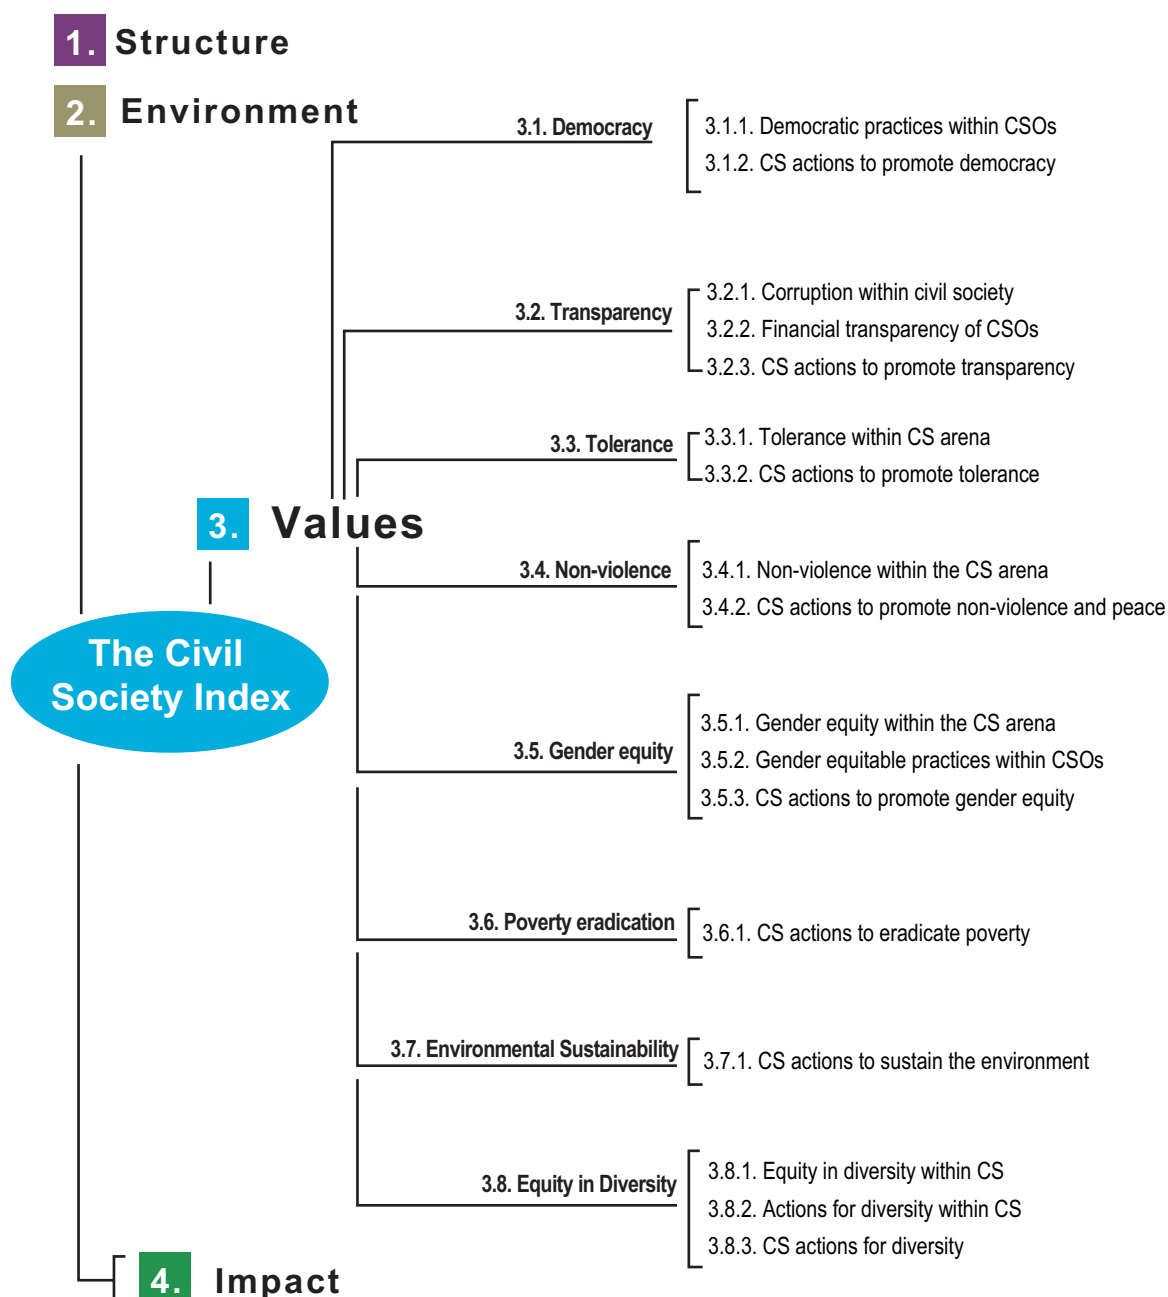 1. Structure
2. Environment
3.1. Democracy
3.1.1. Democratic practices within CSOs
3.1.2. CS actions to promote democracy
3.2. Transparency
3.2.1. Corruption within civil society
3.2.2. Financial transparency of CSOs
3.2.3. CS actions to promote transparency
3.3. Tolerance
3.3.1. Tolerance within CS arena
3.3.2. CS actions to promote tolerance
3. Values
3.4. Non-violence
3.4.1. Non-violence within the CS arena
3.4.2. CS actions to promote non-violence and peace
The Civil
Society Index
3.5. Gender equity
3.5.1. Gender equity within the CS arena
3.5.2. Gender equitable practices within CSOs
3.5.3. CS actions to promote gender equity
3.6. Poverty eradication
3.6.1. CS actions to eradicate poverty
3.7. Environmental Sustainability
3.7.1. CS actions to sustain the environment
3.8. Equity in Diversity
3.8.1. Equity in diversity within CS
3.8.2. Actions for diversity within CS
3.8.3. CS actions for diversity
4. Impact